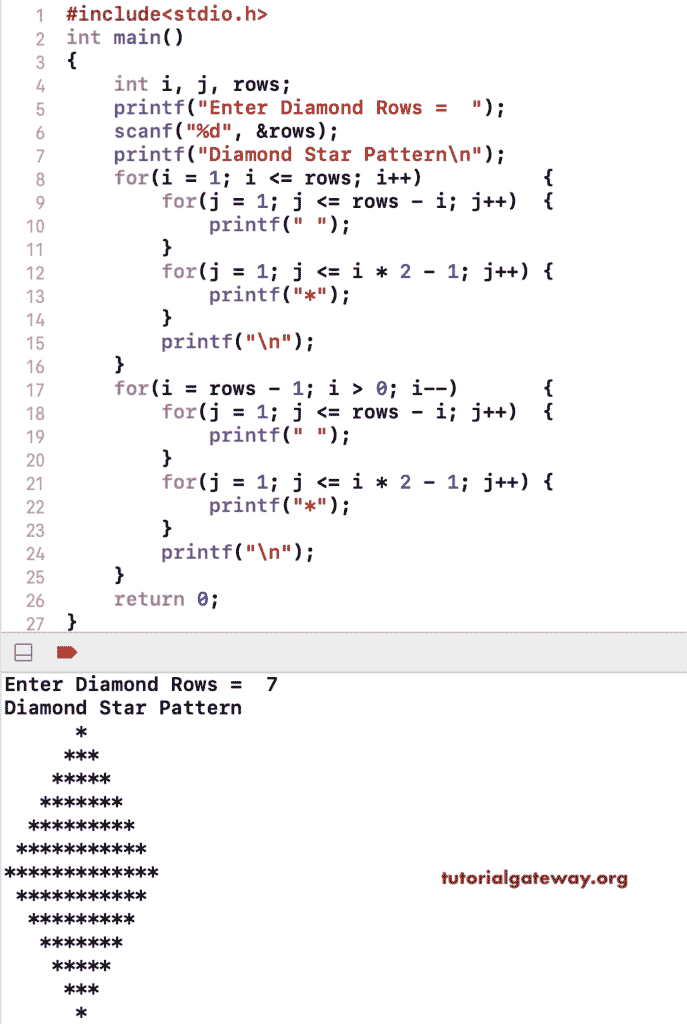 1 #include<stdio.h>
2 int main()
3 {
4     int i, j, rows;
5     printf("Enter Diamond Rows =  ");
6     scanf("%d", &rows);
7     printf("Diamond Star Pattern\n");
8     for(i = 1; i <= rows; i++)          {
9         for(j = 1; j <= rows - i; j++)  {
10             printf(" ");
11         }
12         for(j = 1; j <= i * 2 - 1; j++) {
13             printf("*");
14         }
15         printf("\n");
16     }
17     for(i = rows - 1; i > 0; i--)       {
18         for(j = 1; j <= rows - i; j++)  {
19             printf(" ");
20         }
21         for(j = 1; j <= i * 2 - 1; j++) {
22             printf("*");
23         }
24         printf("\n");
25     }
26     return 0;
27 }
Enter Diamond Rows =  7
Diamond Star Pattern
      *
     ***
    *****
   *******
  *********
 ***********
*************
 ***********
  *********
   *******
    *****
     ***
      *
tutorialgateway.org